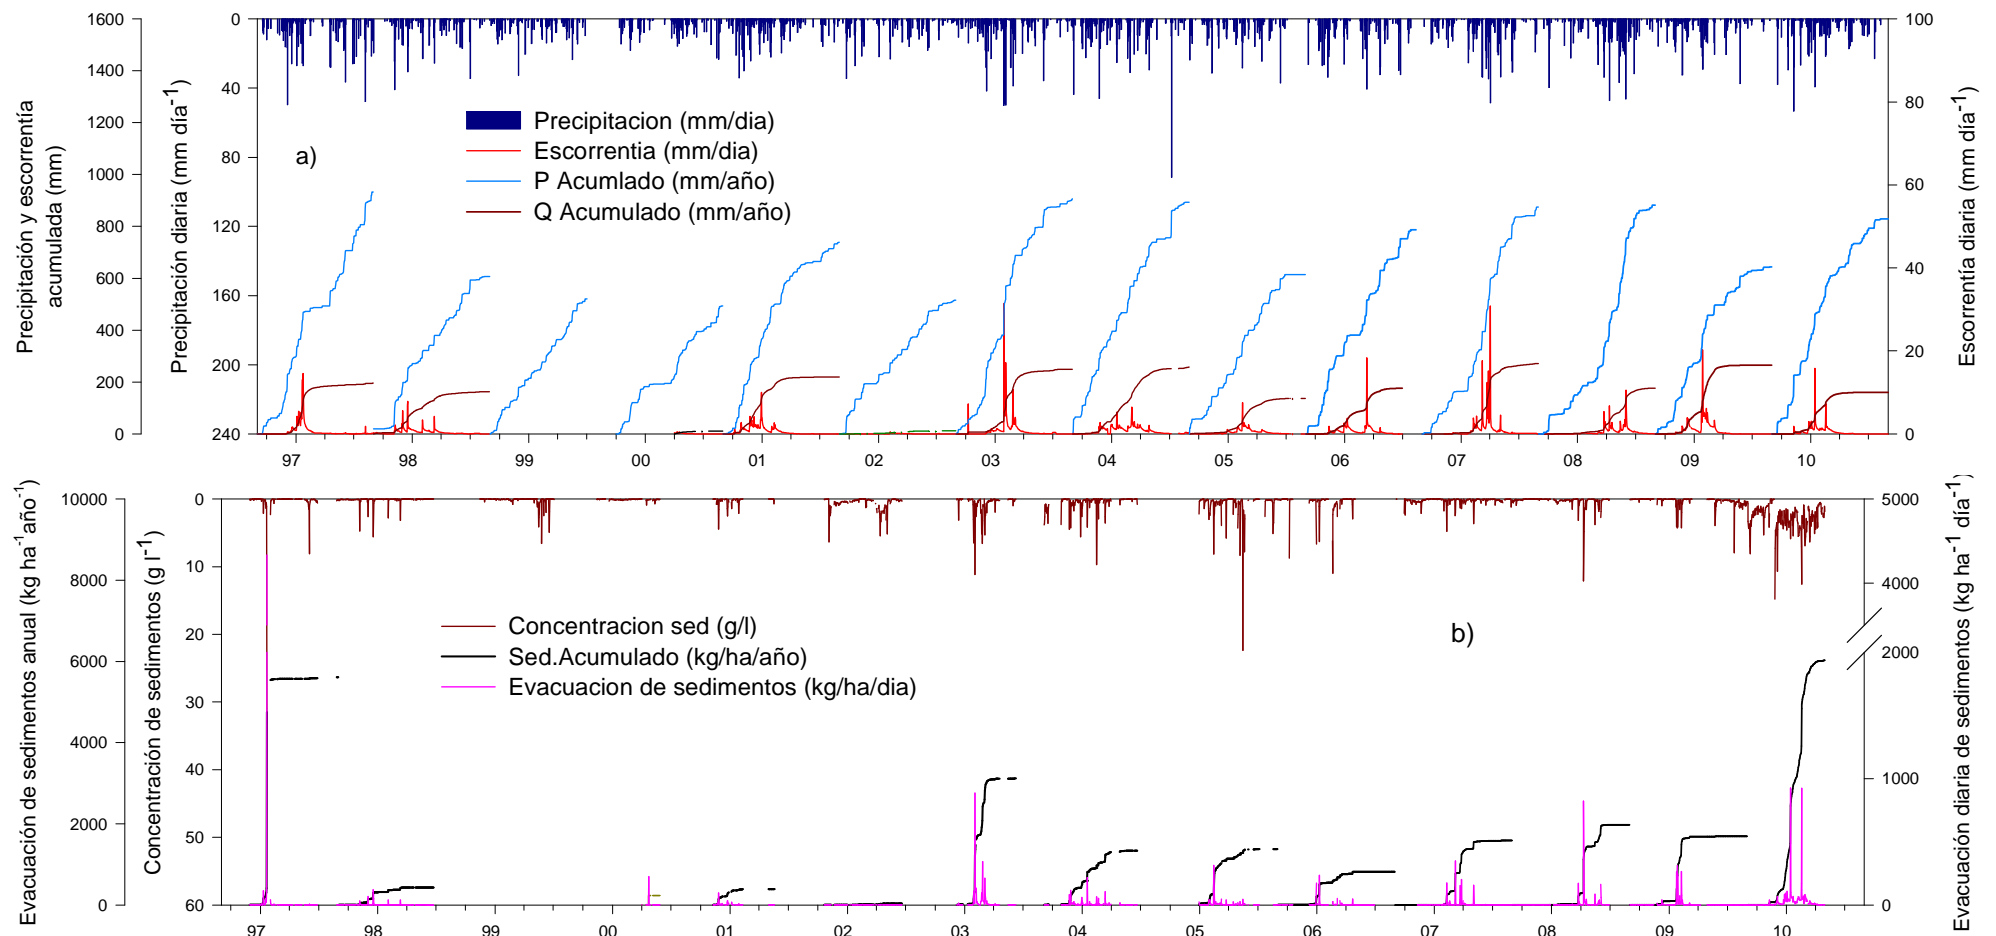 1600
1400
1200
1000
800
600
400
200
0
Precipitación y escorrentía
acumulada (mm)
0
40
80
120
160
200
240
Precipitación diaria (mm día-1)
a)
Precipitacion (mm/dia)
Escorrentia (mm/dia)
P Acumlado (mm/año)
Q Acumulado (mm/año)
100
80
60
40
20
0
Escorrentía diaria (mm día-1)
97 98 99 00 01 02 03 04 05 06 07 08 09 10
10000
8000
6000
4000
2000
0
Evacuación de sedimentos anual (kg ha-1 año-1)
0
10
20
30
40
50
60
Concentración de sedimentos (g l-1)
Concentracion sed (g/l)
Sed.Acumulado (kg/ha/año)
Evacuacion de sedimentos (kg/ha/dia)
b)
5000
4000
2000
1000
0
Evacuación diaria de sedimentos (kg ha-1 día-1)
97 98 99 00 01 02 03 04 05 06 07 08 09 10